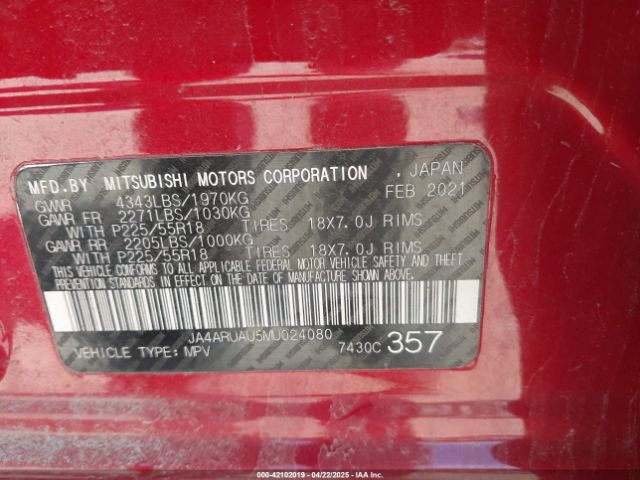 MFD.BY MITSUBISHI MOTORS CORPORATION , JAPAN
GVWR 4343LBS/1970KG FEB 2021
GAWR FR 2271LBS/1030KG
WITH P225/55R18 TIRES 18X7.0J RIMS
GAWR RR 2205LBS/1000KG
WITH P225/55R18 TIRES 18X7.0J RIMS
THIS VEHICLE CONFORMS TO ALL APPLICABLE FEDERAL MOTOR VEHICLE SAFETY AND THEFT
PREVENTION STANDARDS IN EFFECT ON THE DATE OF MANUFACTURE SHOWN ABOVE.
JA4ARUAU5MU024080
VEHICLE TYPE: MPV 7430C 357
000-42102019 - 04/22/2025 - IAAI.COM